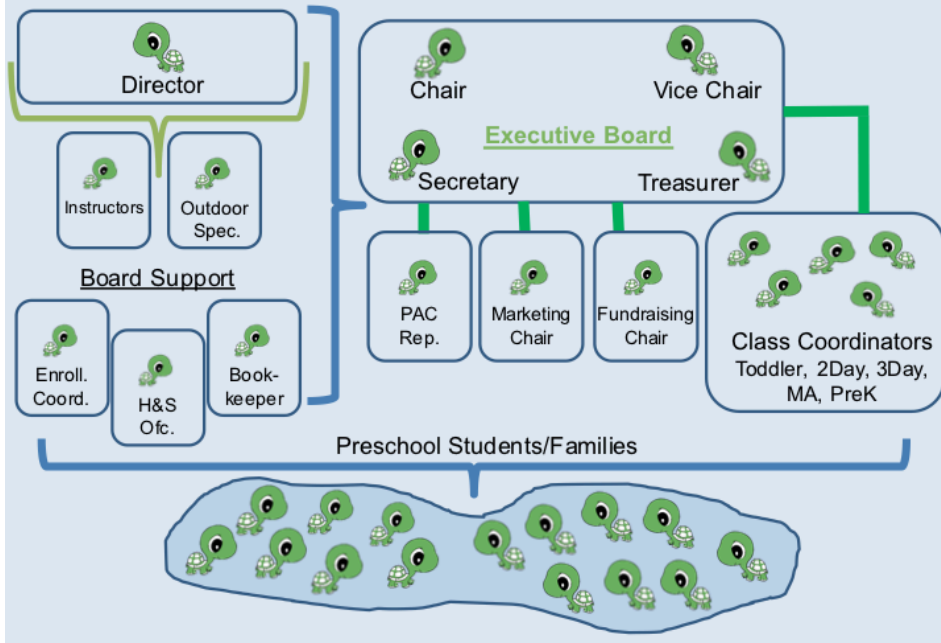 Director
Instructors
Outdoor
Spec.
Board Support
Enroll.
Coord.
H&S
Ofc.
Book-
keeper
Chair
Vice Chair
Executive Board
Secretary
Treasurer
PAC
Rep.
Marketing
Chair
Fundraising
Chair
Class Coordinators
Toddler, 2Day, 3Day,
MA, PreK
Preschool Students/Families